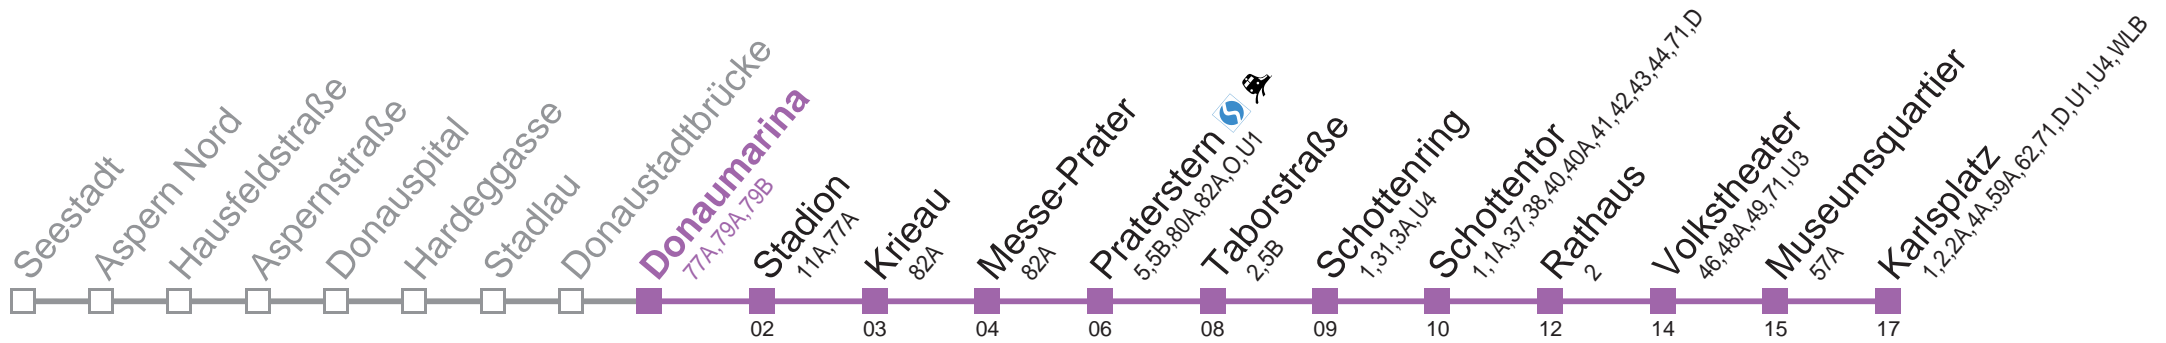 Seestadt
Aspern Nord
Hausfeldstraße
Aspernstraße
Donauspital
Hardeggasse
Stadlau
Donaustadtbrücke
Donaumarina
77A,79A,79B
Stadion
11A,77A
02
Krieau
82A
03
Messe-Prater
82A
04
Praterstern
5,5B,80A,82A,O,U1
06
Taborstraße
2,5B
08
Schottenring
1,31,3A,U4
09
Schottentor
1,1A,37,38,40,40A,41,42,43,44,71,D
10
Rathaus
2
12
Volkstheater
46,48A,49,71,U3
14
Museumsquartier
57A
15
Karlsplatz
1,2,2A,4A,59A,62,71,D,U1,U4,WLB
17